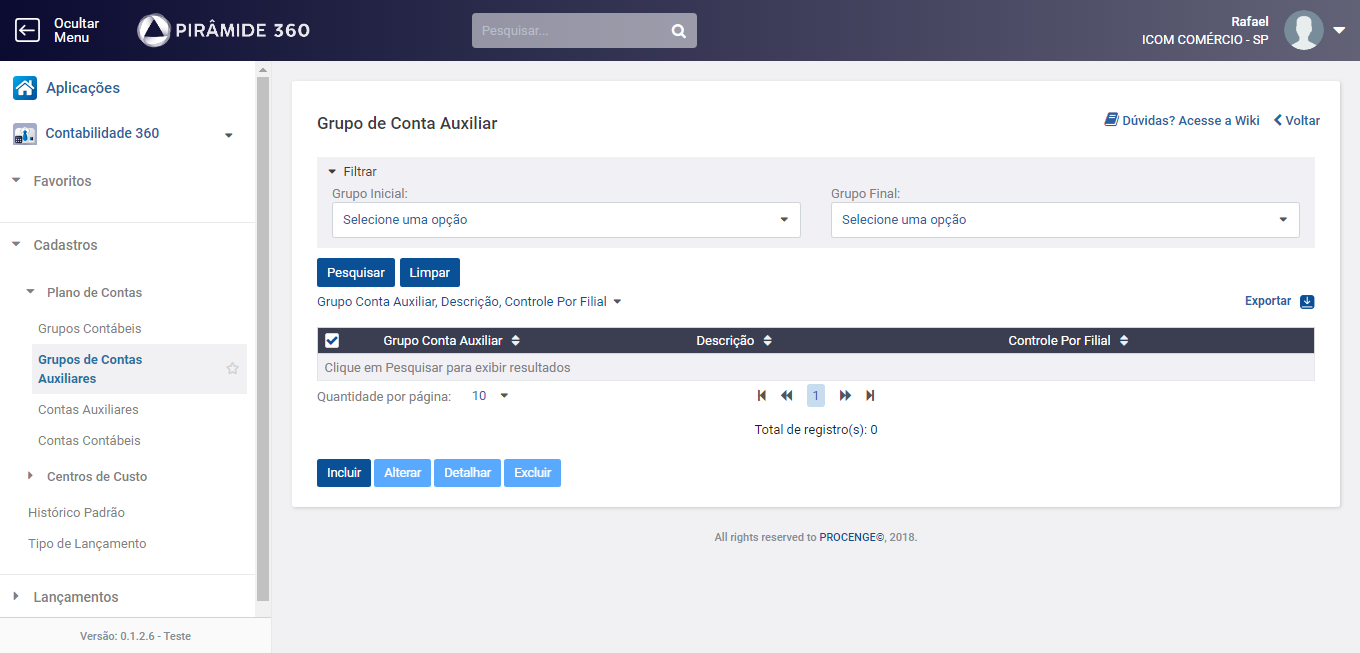 Ocultar
Menu
PIRÂMIDE 360
Pesquisar...
Rafael
ICOM COMÉRCIO - SP
Aplicações
Contabilidade 360
Favoritos
Cadastros
Plano de Contas
Grupos Contábeis
Grupos de Contas
Auxiliares
Contas Auxiliares
Contas Contábeis
Centros de Custo
Histórico Padrão
Tipo de Lançamento
Lançamentos
Versão: 0.1.2.6 - Teste
Grupo de Conta Auxiliar
Dúvidas? Acesse a Wiki Voltar
Filtrar
Grupo Inicial: Grupo Final:
Selecione uma opção Selecione uma opção
Pesquisar Limpar
Grupo Conta Auxiliar, Descrição, Controle Por Filial
Exportar
Grupo Conta Auxiliar Descrição Controle Por Filial
Clique em Pesquisar para exibir resultados
Quantidade por página: 10 1
Total de registro(s): 0
Incluir Alterar Detalhar Excluir
All rights reserved to PROCENGE©, 2018.